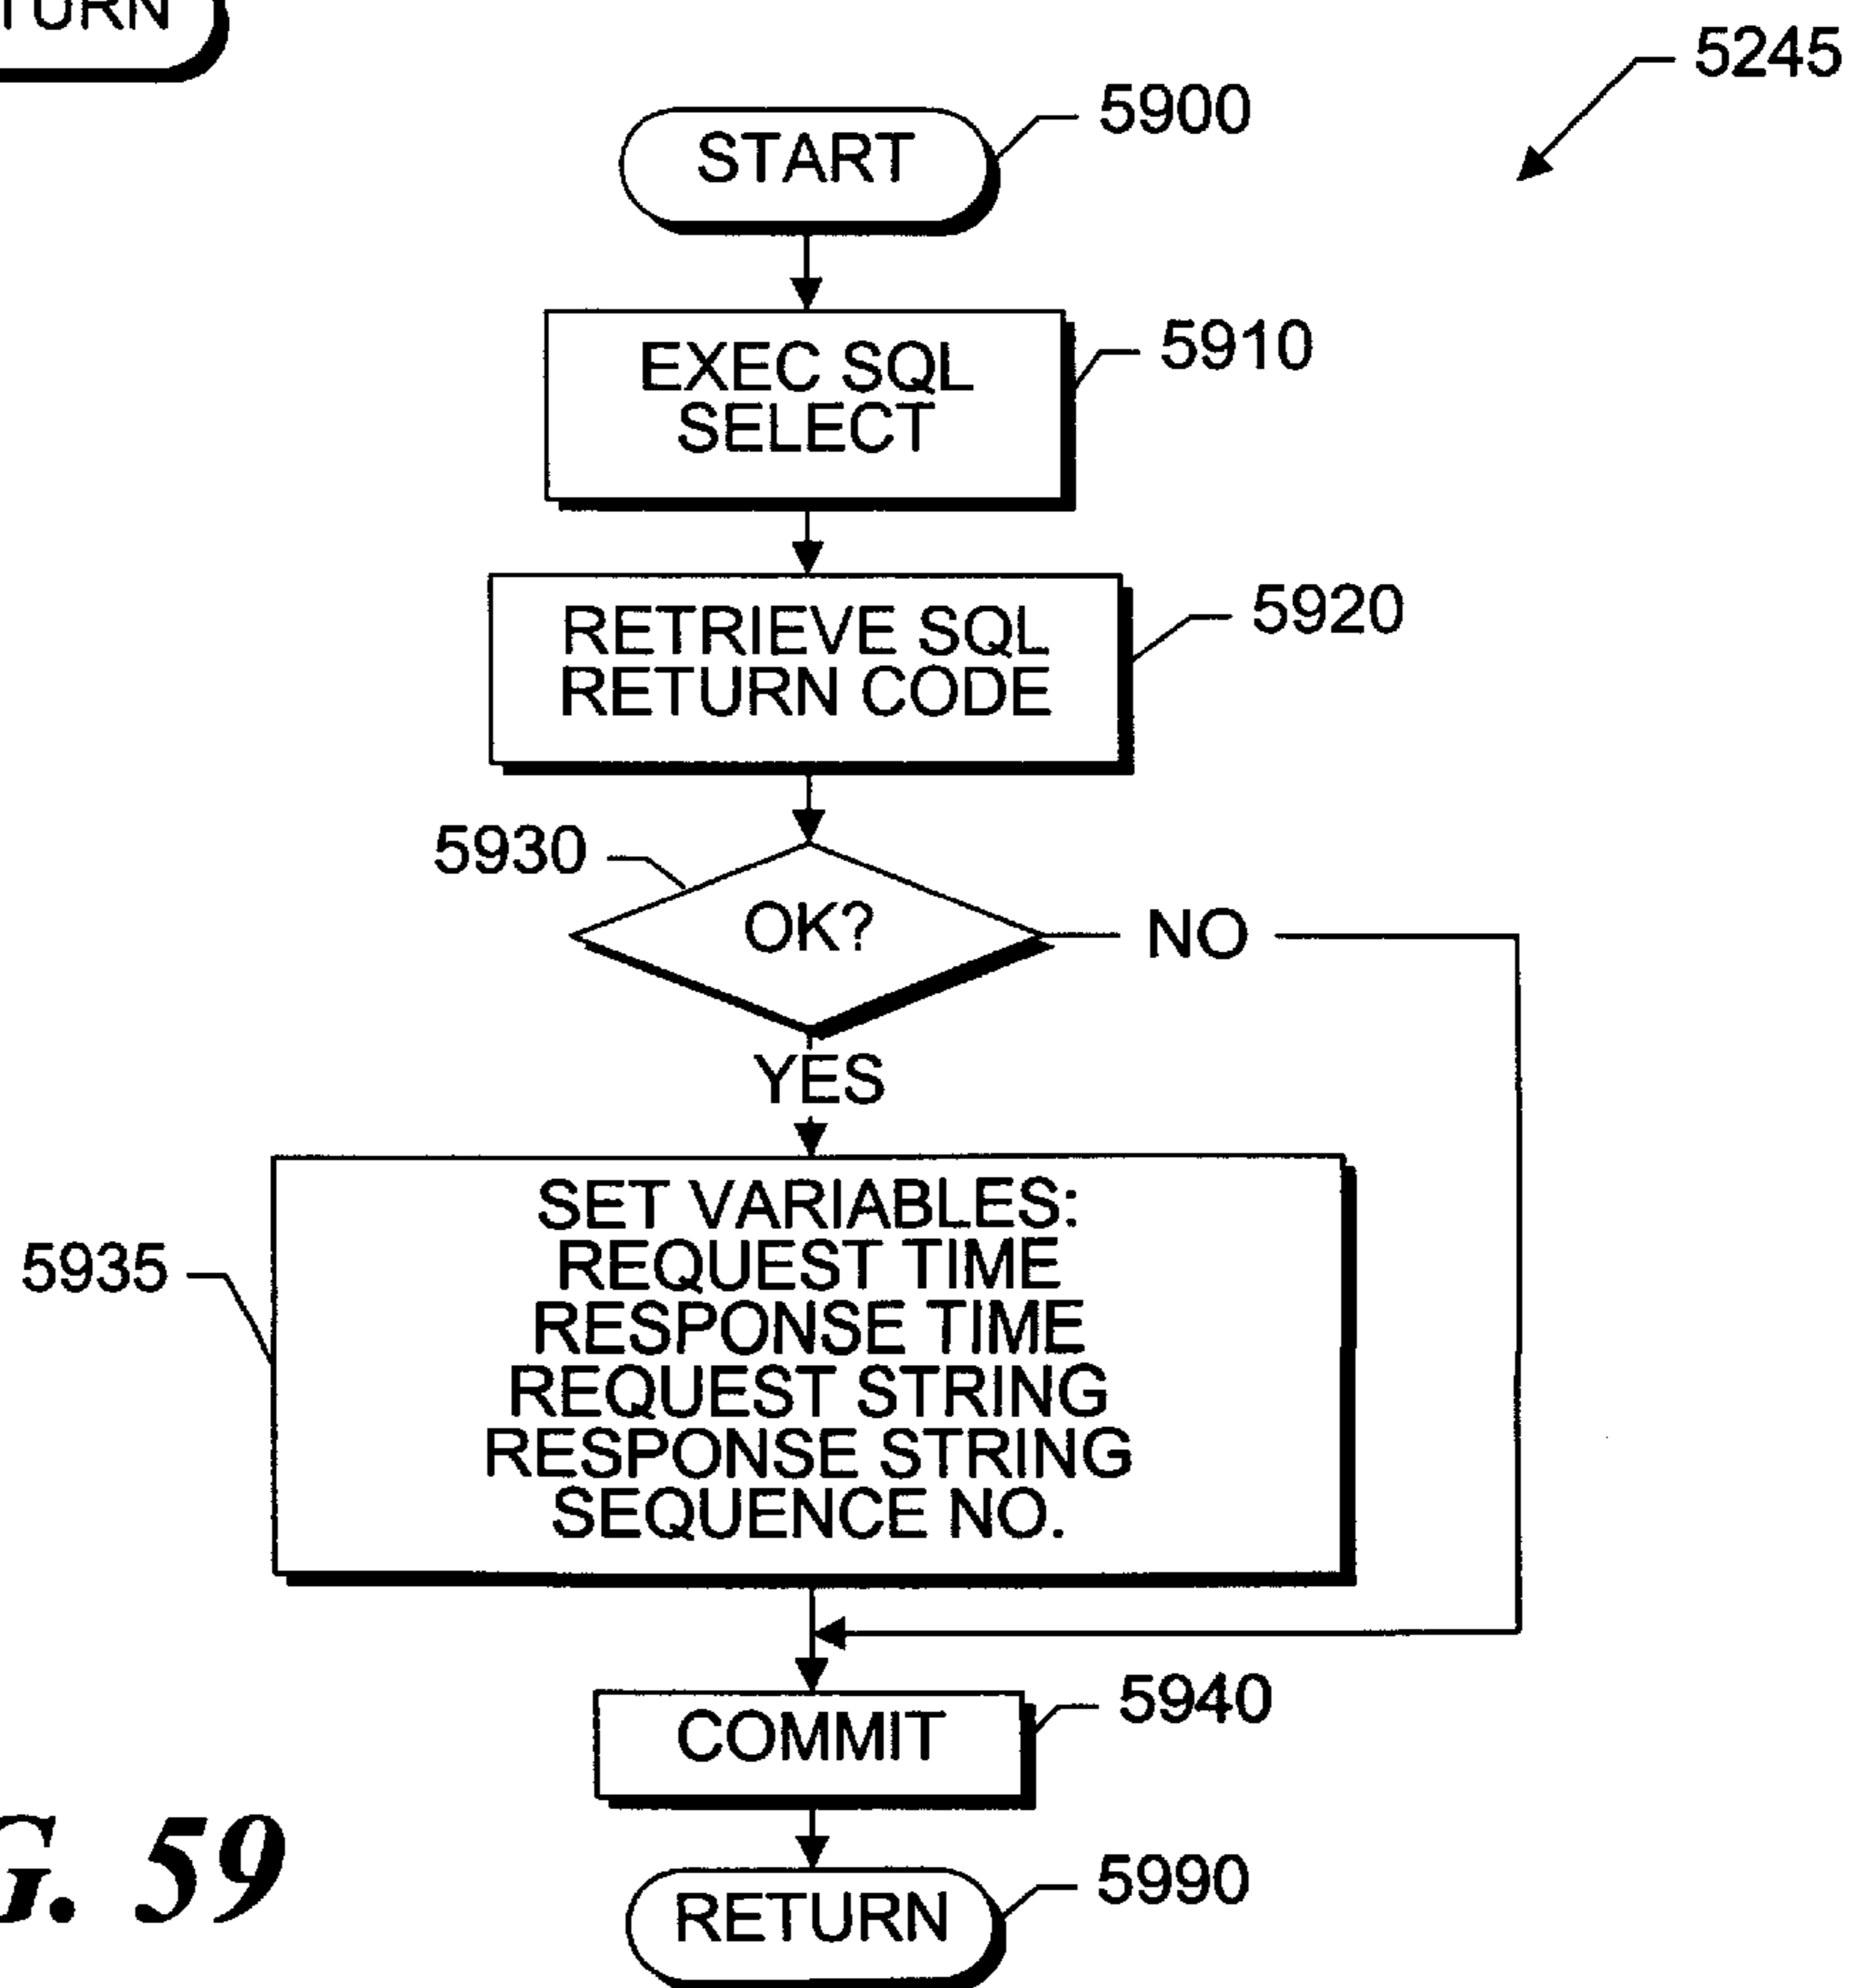 5245
START
5900
EXEC SQL
SELECT
5910
RETRIEVE SQL
RETURN CODE
5920
5930
OK?
NO
YES
5935
SET VARIABLES:
REQUEST TIME
RESPONSE TIME
REQUEST STRING
RESPONSE STRING
SEQUENCE NO.
COMMIT
5940
59
RETURN
5990